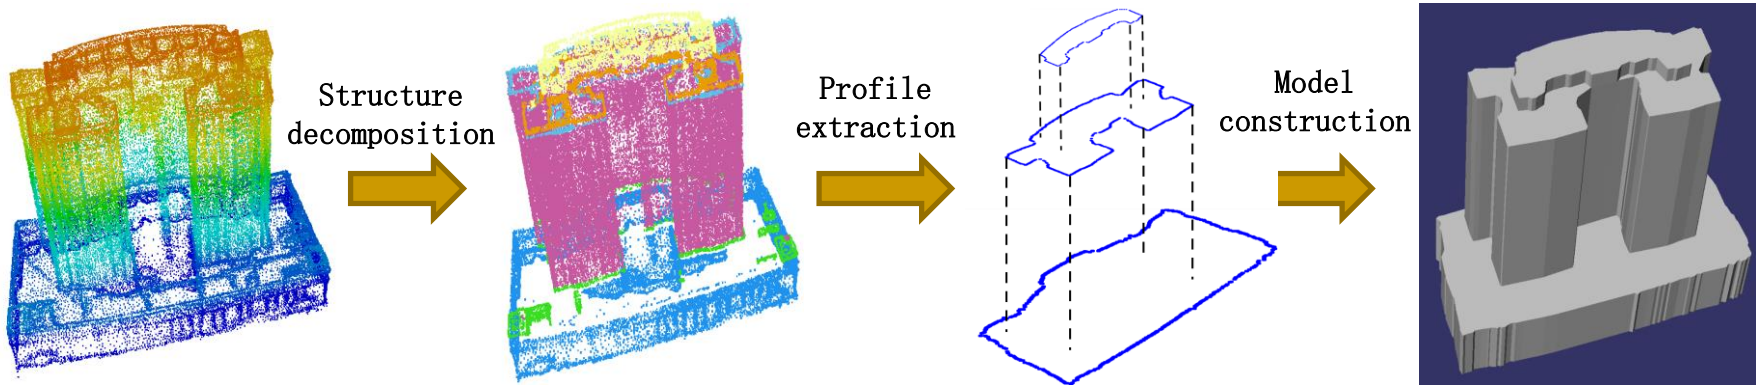 Structure
decomposition
Profile
extraction
Model
construction